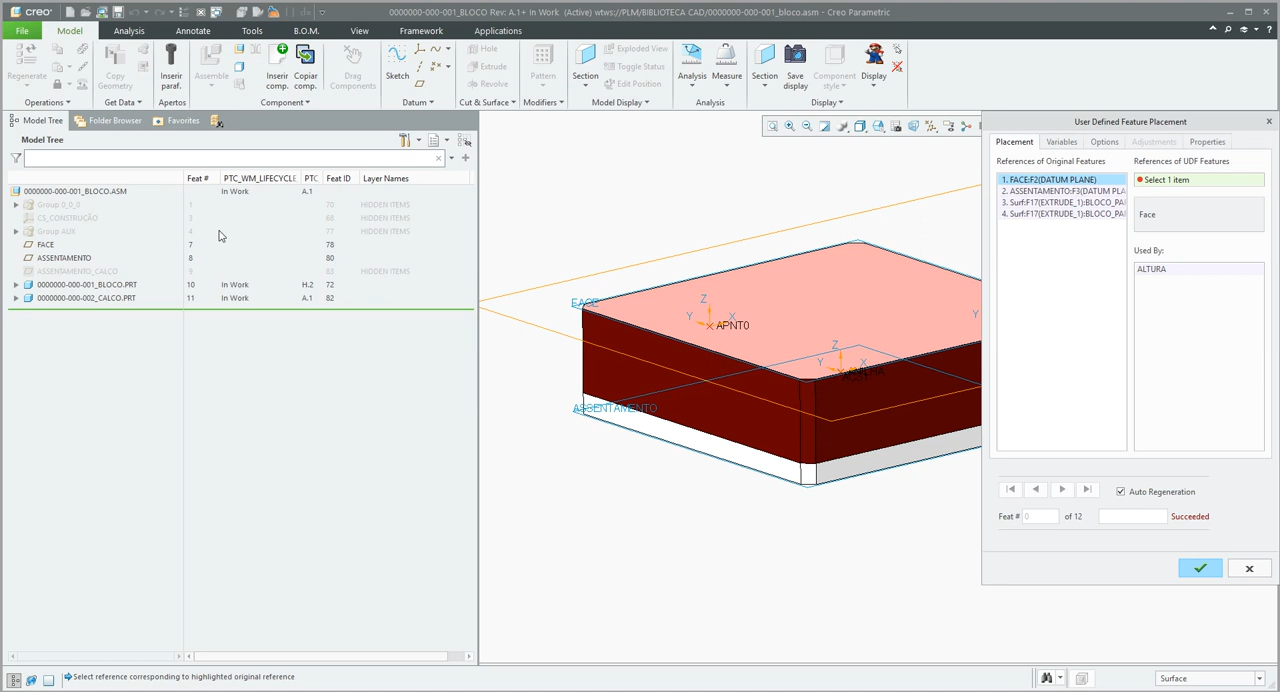 creo
0000000-000-001_BLOCO Rev: A.1+ In Work (Active) wtws://PLM/BIBLIOTECA CAD/0000000-000-001_bloco.asm - Creo Parametric
File Model Analysis Annotate Tools B.O.M. View Framework Applications
Regenerate
Copy Geometry
Inserir paraf.
Assemble
Inserir comp.
Copiar comp.
Drag Components
Sketch
Hole
Extrude
Revolve
Pattern
Section
Exploded View
Toggle Status
Edit Position
Analysis
Measure
Section
Save display
Component style
Display
Operations Get Data Apertos Component Datum Cut & Surface Modifiers Model Display Analysis Display
Model Tree Folder Browser Favorites
Model Tree
Feat # PTC_WM_LIFECYCLE PTC Feat ID Layer Names
0000000-000-001_BLOCO.ASM In Work A.1
Group 0_0_0 1 70 HIDDEN ITEMS
CS_CONSTRUÇÃO 3 68 HIDDEN ITEMS
Group AUX 4 77 HIDDEN ITEMS
FACE 7 78
ASSENTAMENTO 8 80
ASSENTAMENTO_CALCO 9 83 HIDDEN ITEMS
0000000-000-001_BLOCO.PRT 10 In Work H.2 72
0000000-000-002_CALCO.PRT 11 In Work A.1 82
FACE
Z
Y X
APNT0
Z
Y X
Y
ASSENTAMENTO
User Defined Feature Placement
Placement Variables Options Adjustments Properties
References of Original Features References of UDF Features
1. FACE:F2(DATUM PLANE)
2. ASSENTAMENTO:F3(DATUM PLA
3. Surf:F17(EXTRUDE_1):BLOCO_PA
4. Surf:F17(EXTRUDE_1):BLOCO_PA
Select 1 item
Face
Used By:
ALTURA
Auto Regeneration
Feat # 0 of 12 Succeeded
Select reference corresponding to highlighted original reference
Surface